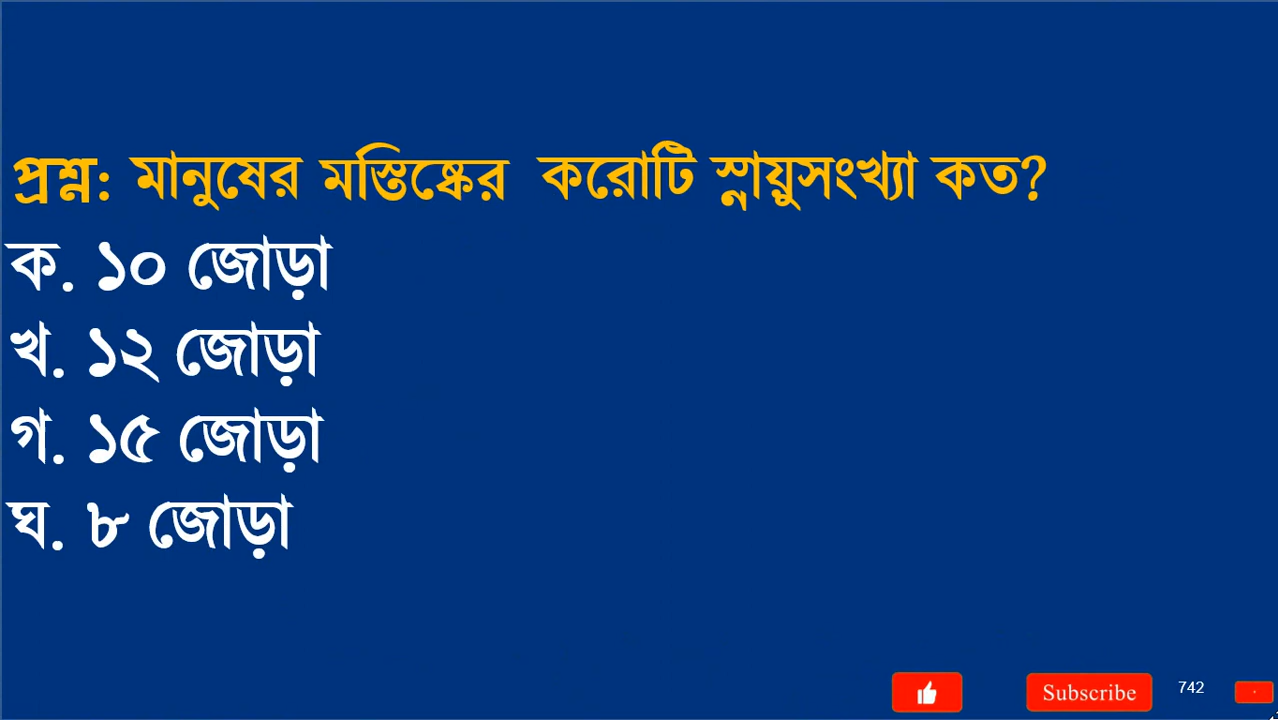 প্রশ্ন: মানুষের মস্তিষ্কের করোটি স্নায়ুসংখ্যা কত?
ক. ১০ জোড়া
খ. ১২ জোড়া
গ. ১৫ জোড়া
ঘ. ৮ জোড়া
Subscribe 742